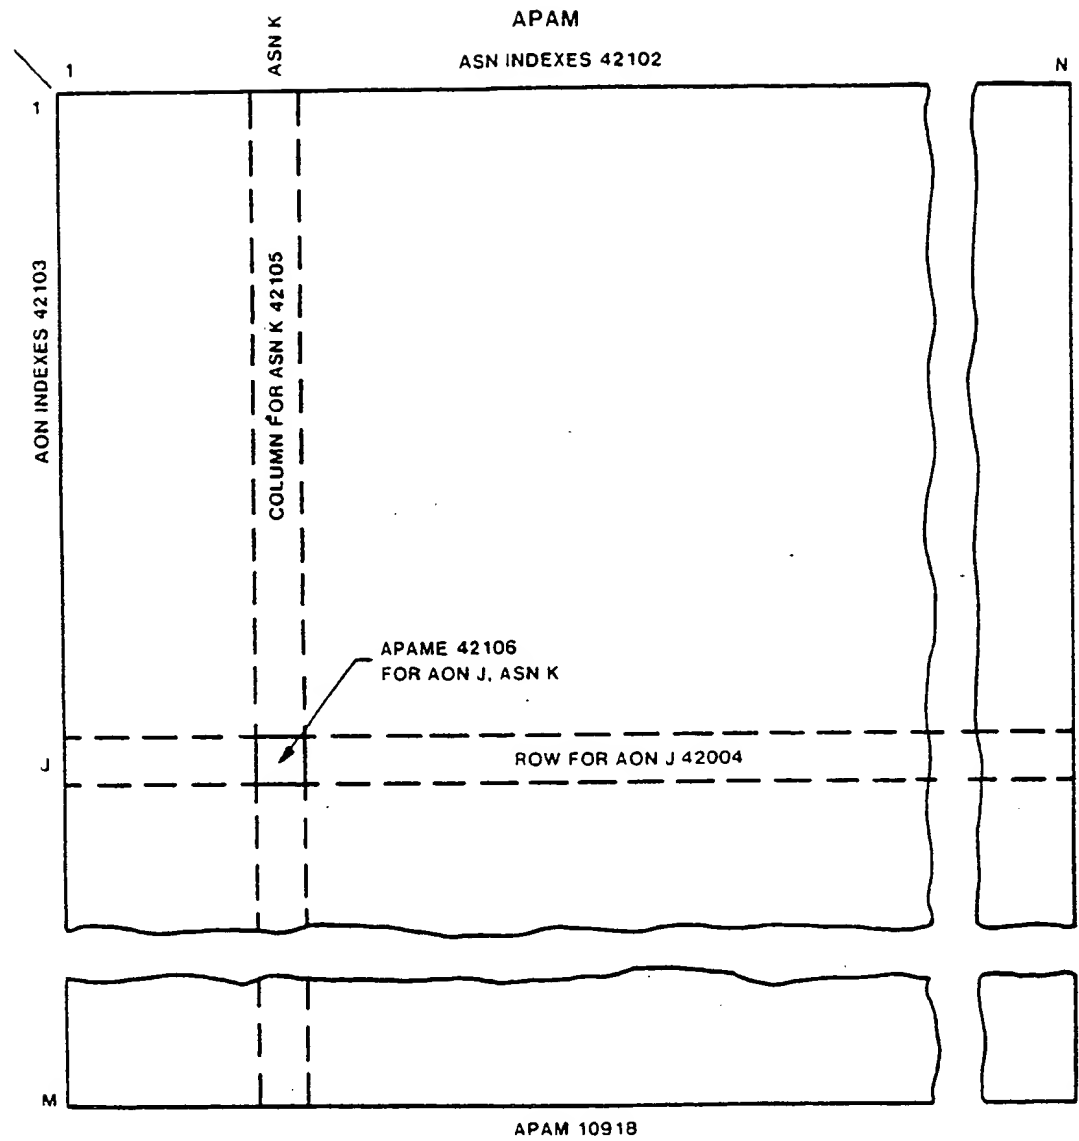 APAM
ASN K
ASN INDEXES 42102
1
N
1
AON INDEXES 42103
COLUMN FOR ASN K 42105
APAME 42106
FOR AON J, ASN K
J
ROW FOR AON J 42004
M
APAM 10918